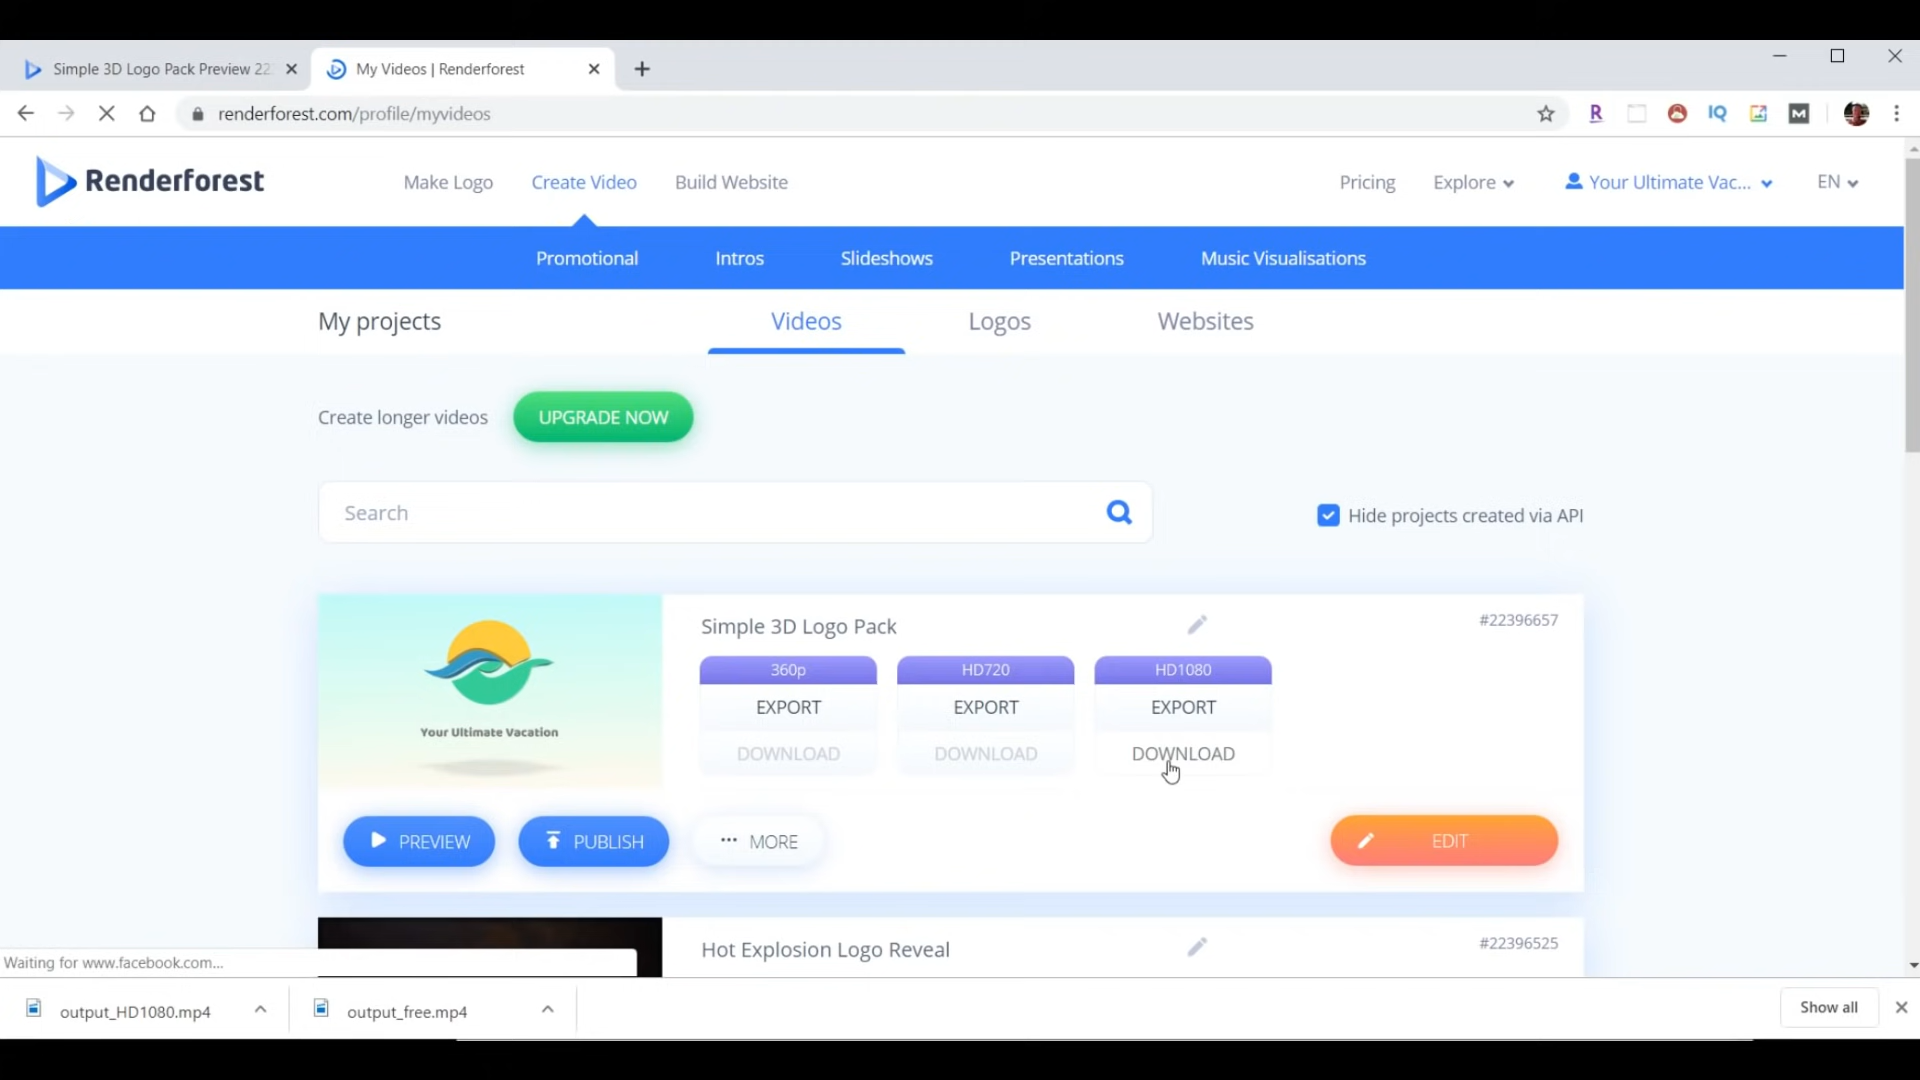 Simple 3D Logo Pack Preview 22
My Videos | Renderforest
renderforest.com/profile/myvideos
R
IQ
M
Renderforest
Make Logo
Create Video
Build Website
Pricing
Explore
Your Ultimate Vac...
EN
Promotional
Intros
Slideshows
Presentations
Music Visualisations
My projects
Videos
Logos
Websites
Create longer videos
UPGRADE NOW
Search
Hide projects created via API
Your Ultimate Vacation
Simple 3D Logo Pack
#22396657
360p
HD720
HD1080
EXPORT
EXPORT
EXPORT
DOWNLOAD
DOWNLOAD
DOWNLOAD
PREVIEW
PUBLISH
MORE
EDIT
Hot Explosion Logo Reveal
#22396525
Waiting for www.facebook.com...
output_HD1080.mp4
output_free.mp4
Show all